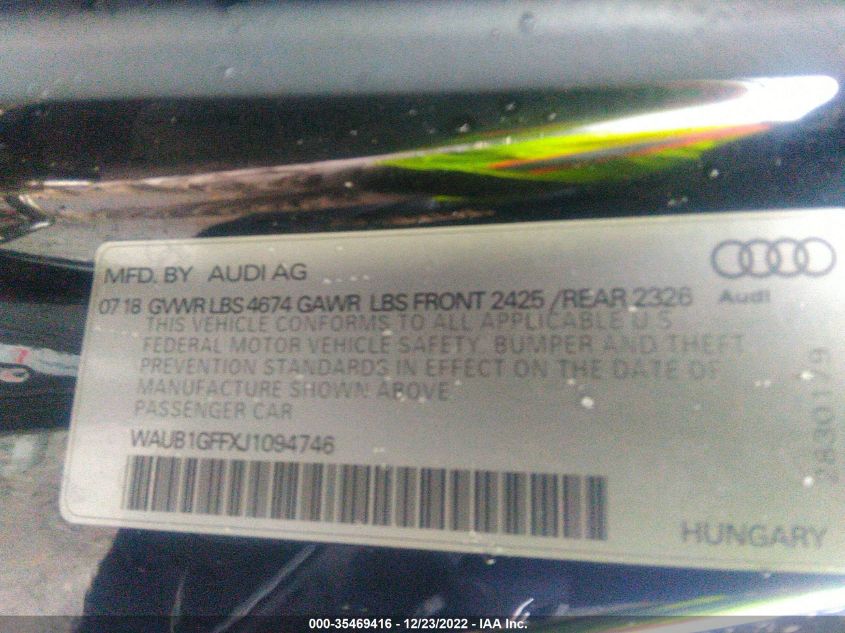 MFD. BY AUDI AG
Audi
07 18 GVWR LBS 4674 GAWR LBS FRONT 2425 /REAR 2326
THIS VEHICLE CONFORMS TO ALL APPLICABLE U S
FEDERAL MOTOR VEHICLE SAFETY, BUMPER AND THEFT
PREVENTION STANDARDS IN EFFECT ON THE DATE OF
MANUFACTURE SHOWN ABOVE
PASSENGER CAR
WAUB1GFFXJ1094746
HUNGARY
000-35469416 - 12/23/2022 - IAA Inc.